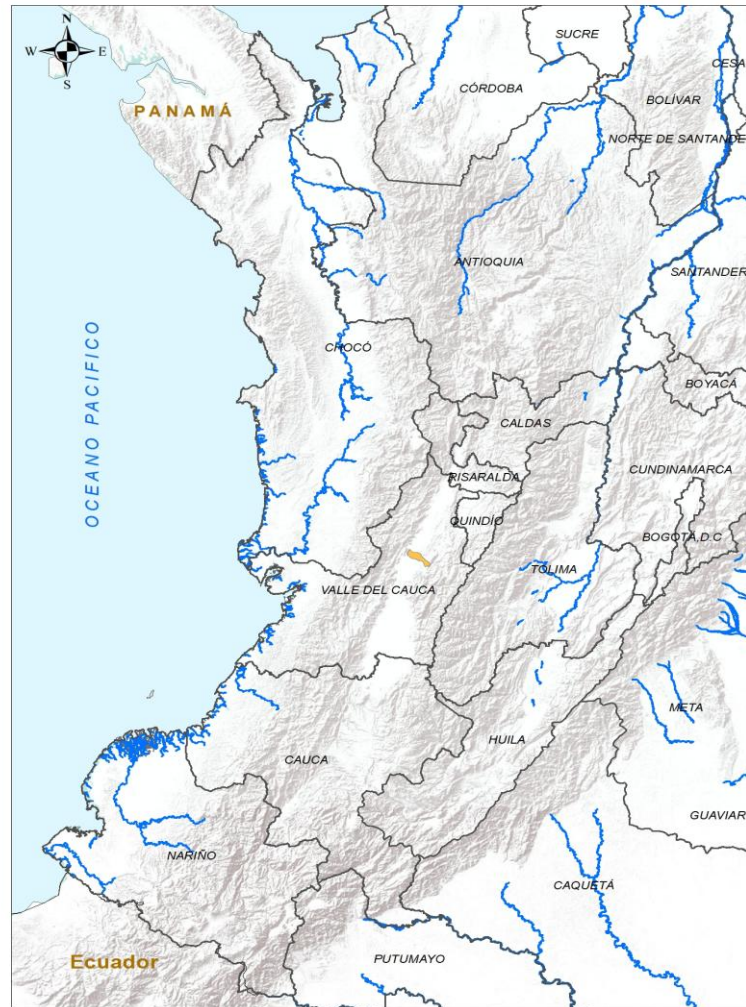 N
W E
S
SUCRE
CESA
CÓRDOBA
BOLÍVAR
PANAMÁ
NORTE DE SANTANDE
ANTIOQUIA
SANTANDER
OCEANO PACIFICO
CHOCÓ
BOYACÁ
CALDAS
CUNDINAMARCA
RISARALDA
QUINDÍO
BOGOTÁ, D.C
TOLIMA
VALLE DEL CAUCA
META
HUILA
CAUCA
GUAVIAR
NARIÑO
CAQUETÁ
Ecuador
PUTUMAYO